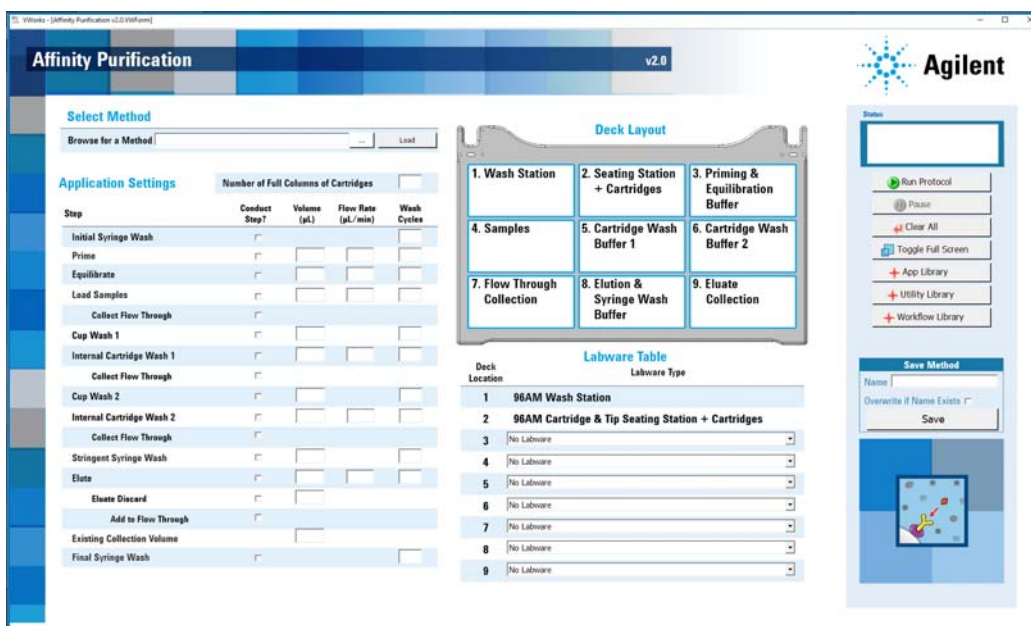 VWorks - [Affinity Purification v2.0.VWForm]
Affinity Purification
v2.0
Agilent
Select Method
Browse for a Method
...
Load
Application Settings
Number of Full Columns of Cartridges
Step
Conduct Step?
Volume (µL)
Flow Rate (µL/min)
Wash Cycles
Initial Syringe Wash
Prime
Equilibrate
Load Samples
Collect Flow Through
Cup Wash 1
Internal Cartridge Wash 1
Collect Flow Through
Cup Wash 2
Internal Cartridge Wash 2
Collect Flow Through
Stringent Syringe Wash
Elute
Eluate Discard
Add to Flow Through
Existing Collection Volume
Final Syringe Wash
Deck Layout
1. Wash Station
2. Seating Station
+ Cartridges
3. Priming &
Equilibration
Buffer
4. Samples
5. Cartridge Wash
Buffer 1
6. Cartridge Wash
Buffer 2
7. Flow Through
Collection
8. Elution &
Syringe Wash
Buffer
9. Eluate
Collection
Labware Table
Deck
Location
Labware Type
1 96AM Wash Station
2 96AM Cartridge & Tip Seating Station + Cartridges
3 No Labware
4 No Labware
5 No Labware
6 No Labware
7 No Labware
8 No Labware
9 No Labware
Status
Run Protocol
Pause
Clear All
Toggle Full Screen
App Library
Utility Library
Workflow Library
Save Method
Name
Overwrite if Name Exists
Save